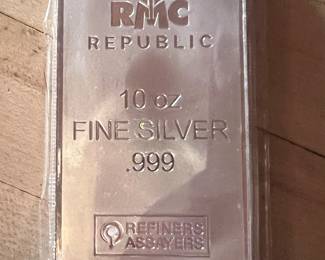 RMC
REPUBLIC
10 oz
FINE SILVER
.999
REFINERS
ASSAYERS